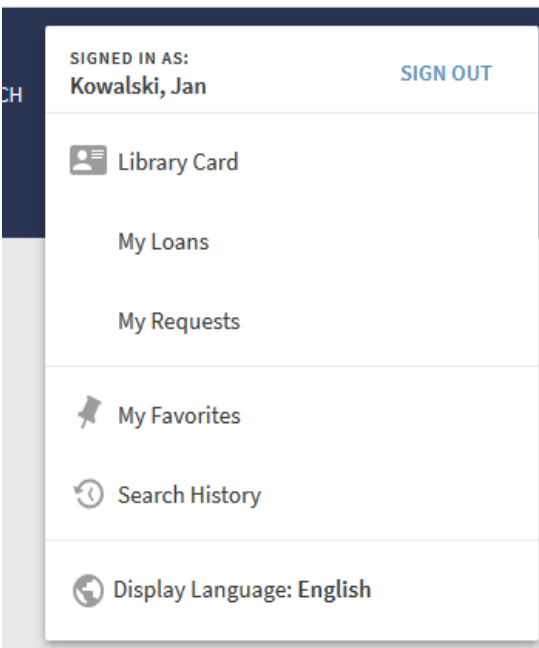 SIGNED IN AS:
Kowalski, Jan
SIGN OUT
CH
Library Card
My Loans
My Requests
My Favorites
Search History
Display Language: English